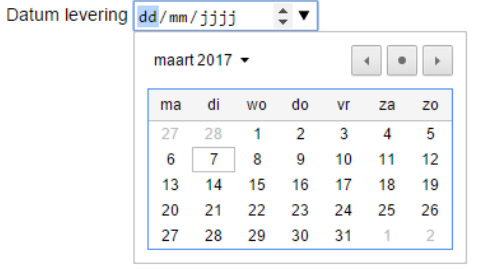 Datum levering dd/mm/jjjj
maart 2017
ma di wo do vr za zo
27 28 1 2 3 4 5
6 7 8 9 10 11 12
13 14 15 16 17 18 19
20 21 22 23 24 25 26
27 28 29 30 31 1 2